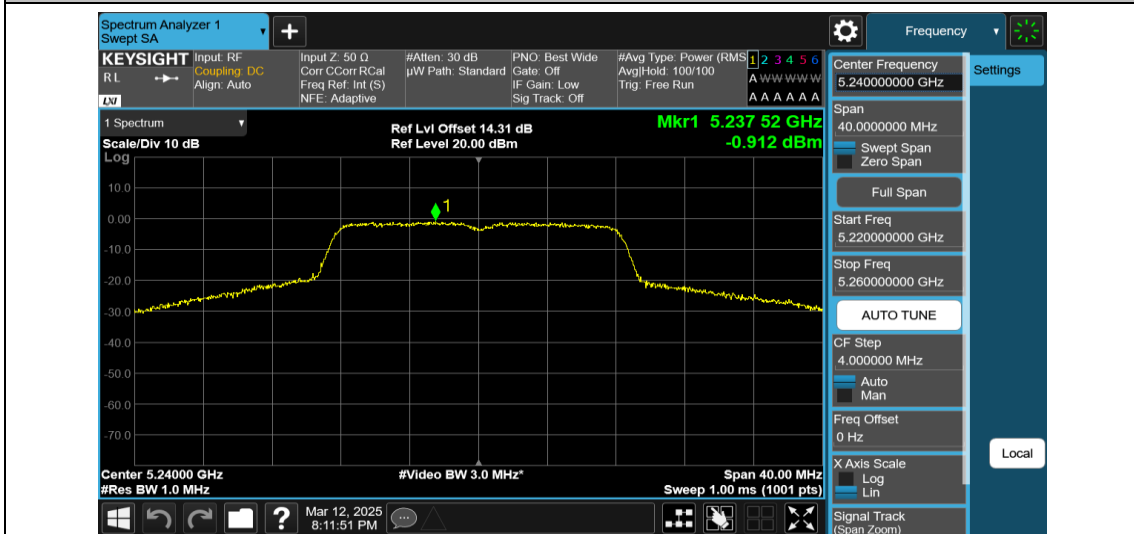 Spectrum Analyzer 1
Swept SA
Frequency
KEYSIGHT
R L
LXI
Input: RF
Coupling: DC
Align: Auto
Input Z: 50 Ω
Corr CCorr RCal
Freq Ref: Int (S)
NFE: Adaptive
#Atten: 30 dB
µW Path: Standard
PNO: Best Wide
Gate: Off
IF Gain: Low
Sig Track: Off
#Avg Type: Power (RMS
Avg|Hold: 100/100
Trig: Free Run
1 2 3 4 5 6
A W W W W W
A A A A A A
1 Spectrum
Scale/Div 10 dB
Log
Ref Lvl Offset 14.31 dB
Ref Level 20.00 dBm
Mkr1 5.237 52 GHz
-0.912 dBm
1
10.0
0.00
-10.0
-20.0
-30.0
-40.0
-50.0
-60.0
-70.0
Center 5.24000 GHz
#Res BW 1.0 MHz
#Video BW 3.0 MHz*
Span 40.00 MHz
Sweep 1.00 ms (1001 pts)
?
Mar 12, 2025
8:11:51 PM
Center Frequency
5.240000000 GHz
Span
40.0000000 MHz
Swept Span
Zero Span
Full Span
Start Freq
5.220000000 GHz
Stop Freq
5.260000000 GHz
AUTO TUNE
CF Step
4.000000 MHz
Auto
Man
Freq Offset
0 Hz
X Axis Scale
Log
Lin
Signal Track
(Span Zoom)
Settings
Local